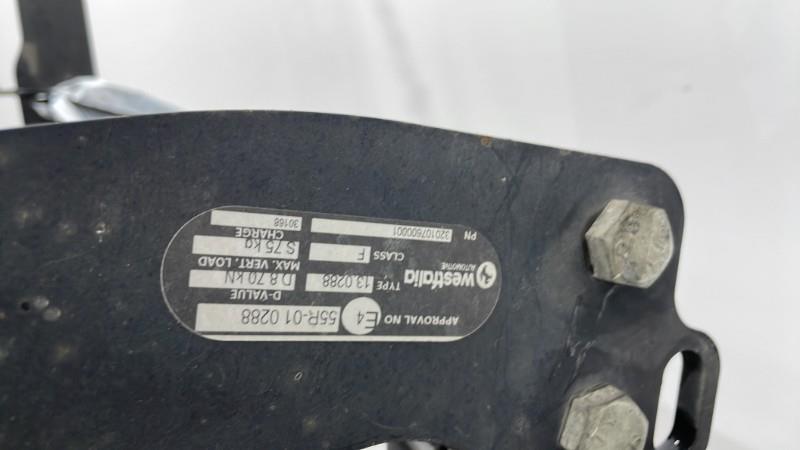 APPROVAL NO E4 55R-01 0288
Westfalia
AUTOMOTIVE
TYPE 13.0288
D-VALUE
D 8.70 kN
CLASS F
MAX. VERT. LOAD
S 75 kg
PN 320107600001
CHARGE
30168